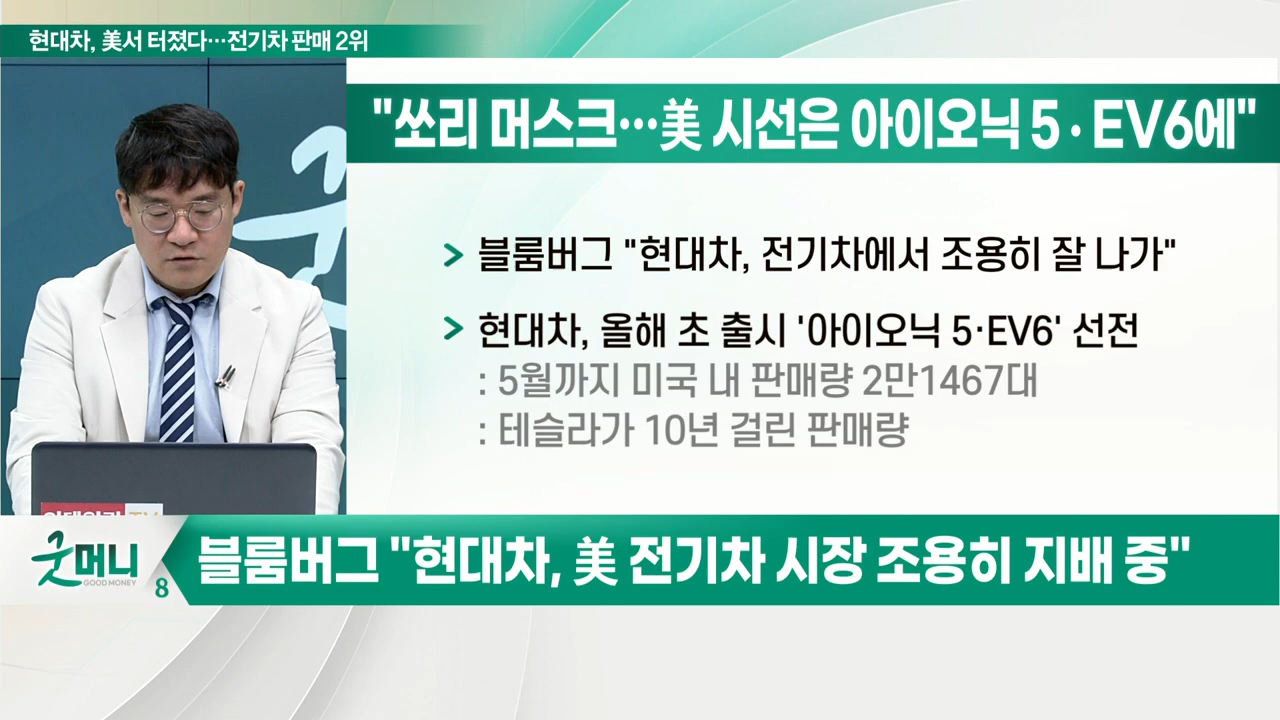 현대차, 美서 터졌다…전기차 판매 2위
"쏘리 머스크…美 시선은 아이오닉 5·EV6에"
> 블룸버그 "현대차, 전기차에서 조용히 잘 나가"
> 현대차, 올해 초 출시 '아이오닉 5·EV6' 선전
: 5월까지 미국 내 판매량 2만1467대
: 테슬라가 10년 걸린 판매량
굿머니
GOOD MONEY
8
블룸버그 "현대차, 美 전기차 시장 조용히 지배 중"